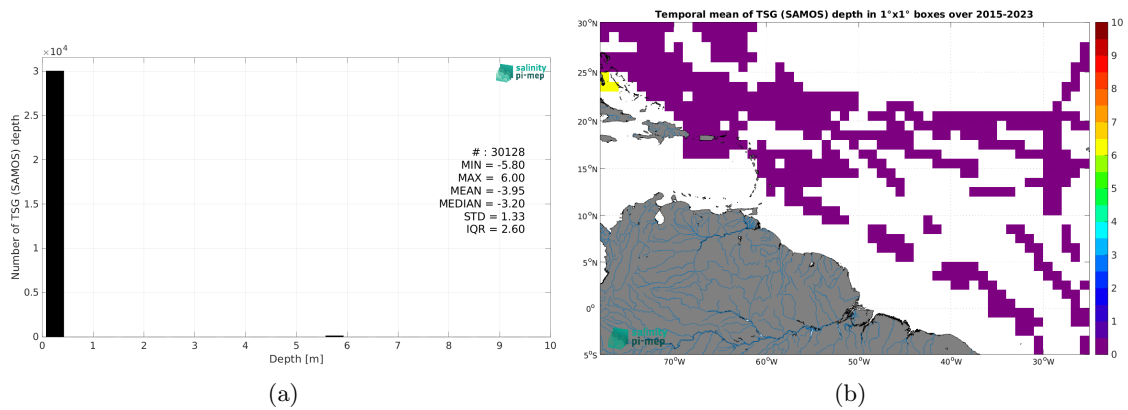 ×10⁴
3
2.5
2
1.5
1
0.5
0
Number of TSG (SAMOS) depth
salinity
pi-mep
# : 30128
MIN = -5.80
MAX = 6.00
MEAN = -3.95
MEDIAN = -3.20
STD = 1.33
IQR = 2.60
0 1 2 3 4 5 6 7 8 9 10
Depth [m]
(a)
Temporal mean of TSG (SAMOS) depth in 1°x1° boxes over 2015-2023
30°N
25°N
20°N
15°N
10°N
5°N
0°
5°S
salinity
pi-mep
70°W 60°W 50°W 40°W 30°W
10
9
8
7
6
5
4
3
2
1
0
(b)